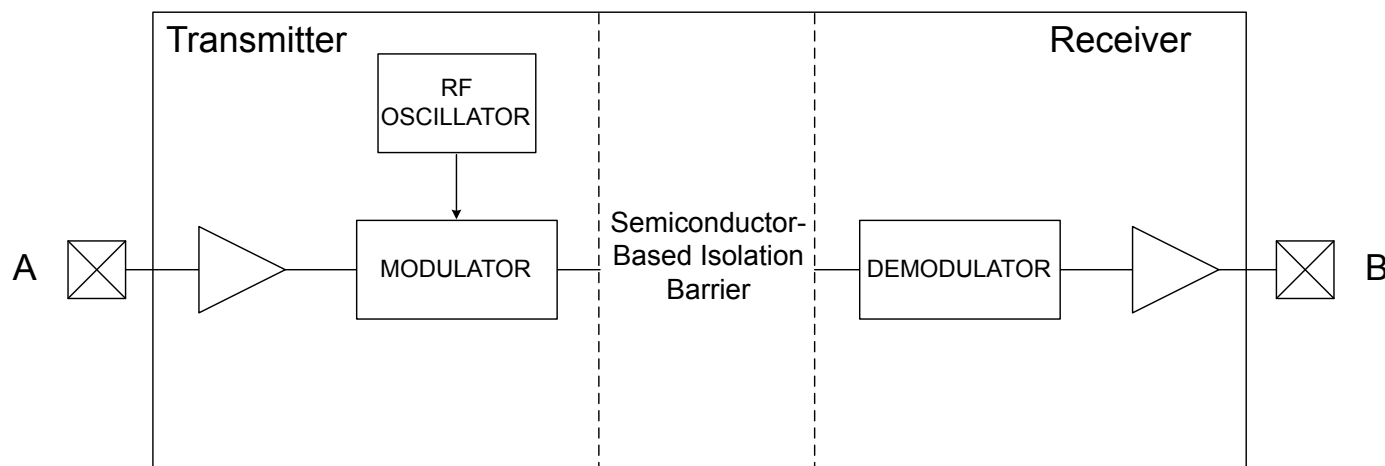 Transmitter
Receiver
RF
OSCILLATOR
A
MODULATOR
Semiconductor-
Based Isolation
Barrier
DEMODULATOR
B